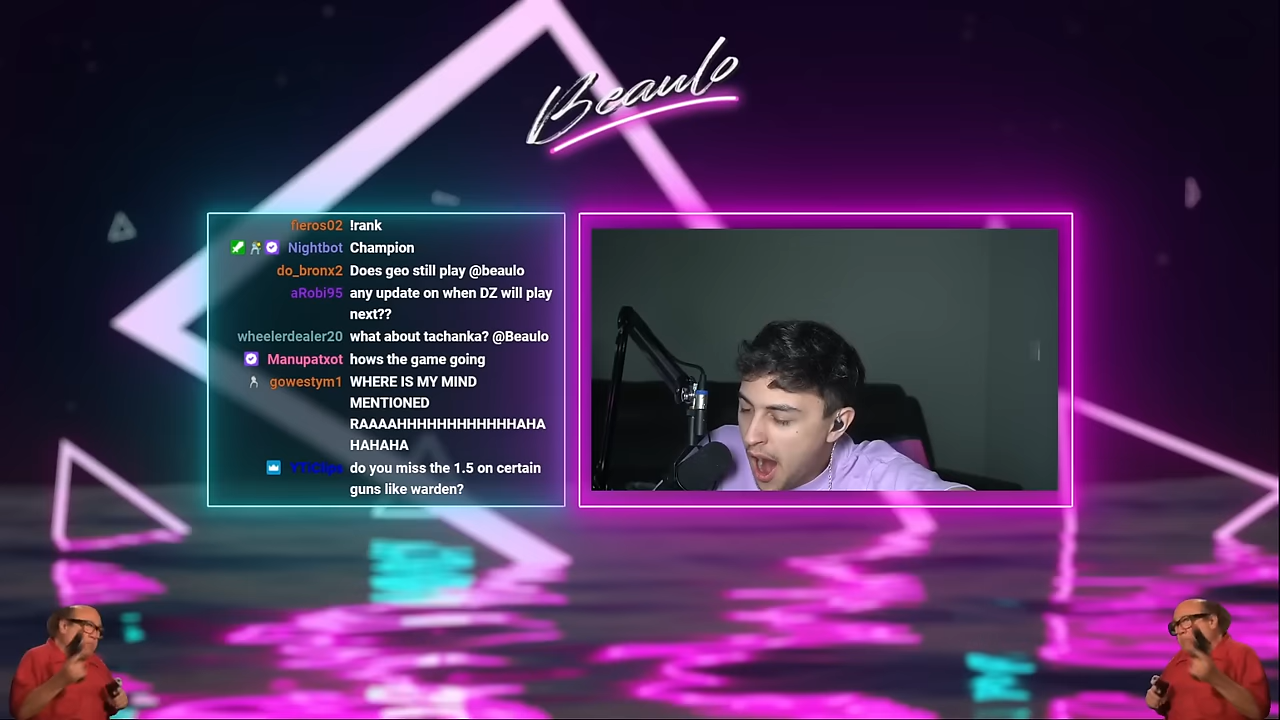 Beaulo
fieros02 !rank
Nightbot Champion
do_bronx2 Does geo still play @beaulo
aRobi95 any update on when DZ will play
next??
wheelerdealer20 what about tachanka? @Beaulo
Manupatxot hows the game going
gowestym1 WHERE IS MY MIND
MENTIONED
RAAAAHHHHHHHHHHHHAHA
HAHAHA
do you miss the 1.5 on certain
guns like warden?